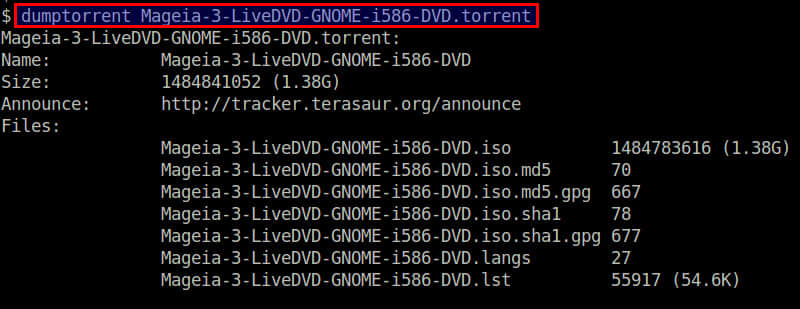 $ dumptorrent Mageia-3-LiveDVD-GNOME-i586-DVD.torrent
Mageia-3-LiveDVD-GNOME-i586-DVD.torrent:
Name: Mageia-3-LiveDVD-GNOME-i586-DVD
Size: 1484841052 (1.38G)
Announce: http://tracker.terasaur.org/announce
Files:
Mageia-3-LiveDVD-GNOME-i586-DVD.iso 1484783616 (1.38G)
Mageia-3-LiveDVD-GNOME-i586-DVD.iso.md5 70
Mageia-3-LiveDVD-GNOME-i586-DVD.iso.md5.gpg 667
Mageia-3-LiveDVD-GNOME-i586-DVD.iso.sha1 78
Mageia-3-LiveDVD-GNOME-i586-DVD.iso.sha1.gpg 677
Mageia-3-LiveDVD-GNOME-i586-DVD.langs 27
Mageia-3-LiveDVD-GNOME-i586-DVD.lst 55917 (54.6K)